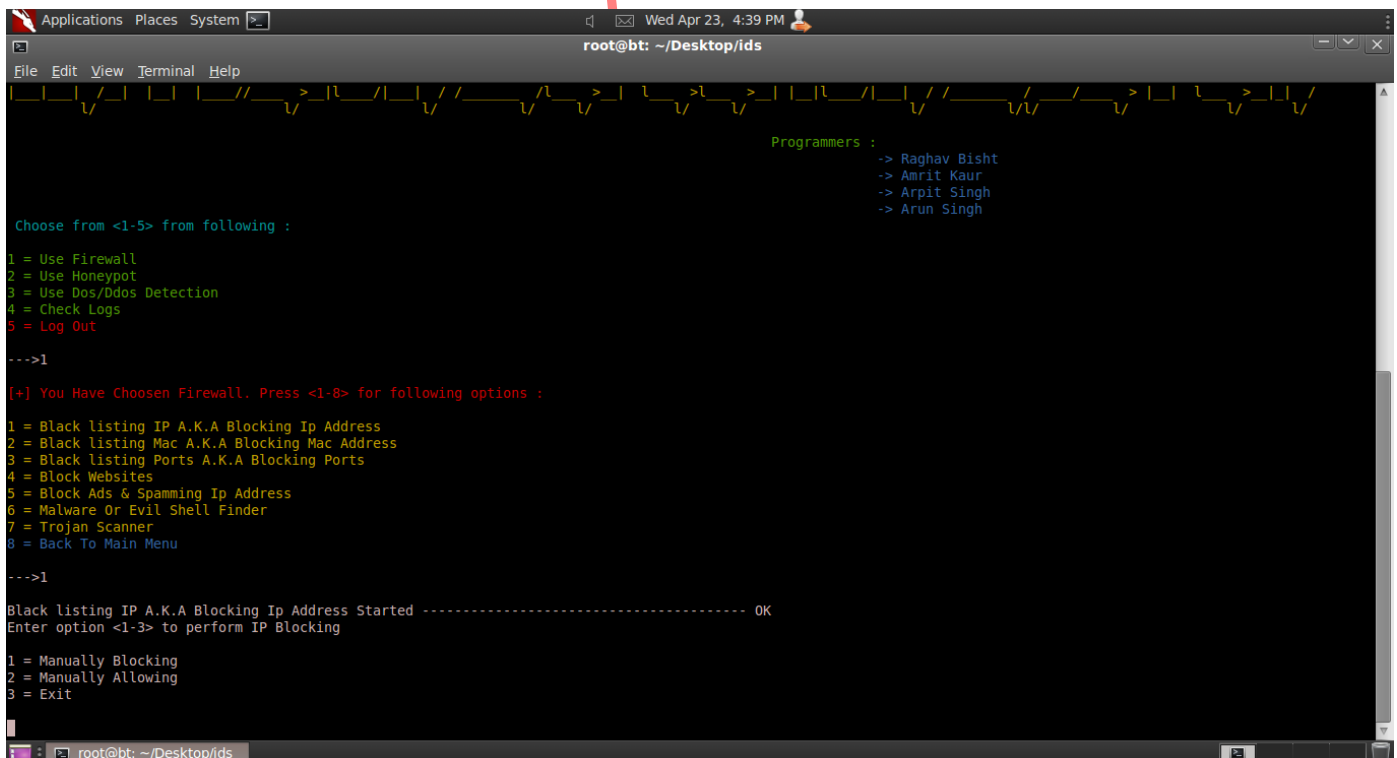 Applications Places System Wed Apr 23, 4:39 PM
root@bt: ~/Desktop/ids
File Edit View Terminal Help
Programmers :
-> Raghav Bisht
-> Amrit Kaur
-> Arpit Singh
-> Arun Singh
Choose from <1-5> from following :
1 = Use Firewall
2 = Use Honeypot
3 = Use Dos/Ddos Detection
4 = Check Logs
5 = Log Out
--->1
[+] You Have Choosen Firewall. Press <1-8> for following options :
1 = Black listing IP A.K.A Blocking Ip Address
2 = Black listing Mac A.K.A Blocking Mac Address
3 = Black listing Ports A.K.A Blocking Ports
4 = Block Websites
5 = Block Ads & Spamming Ip Address
6 = Malware Or Evil Shell Finder
7 = Trojan Scanner
8 = Back To Main Menu
--->1
Black listing IP A.K.A Blocking Ip Address Started ---------------------------------------- OK
Enter option <1-3> to perform IP Blocking
1 = Manually Blocking
2 = Manually Allowing
3 = Exit
root@bt: ~/Desktop/ids